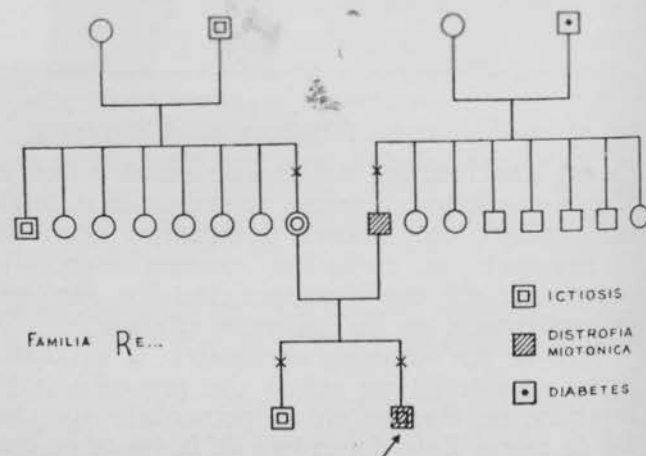 ICTIOSIS
FAMILIA RE...
DISTROFIA
MIOTONICA
DIABETES